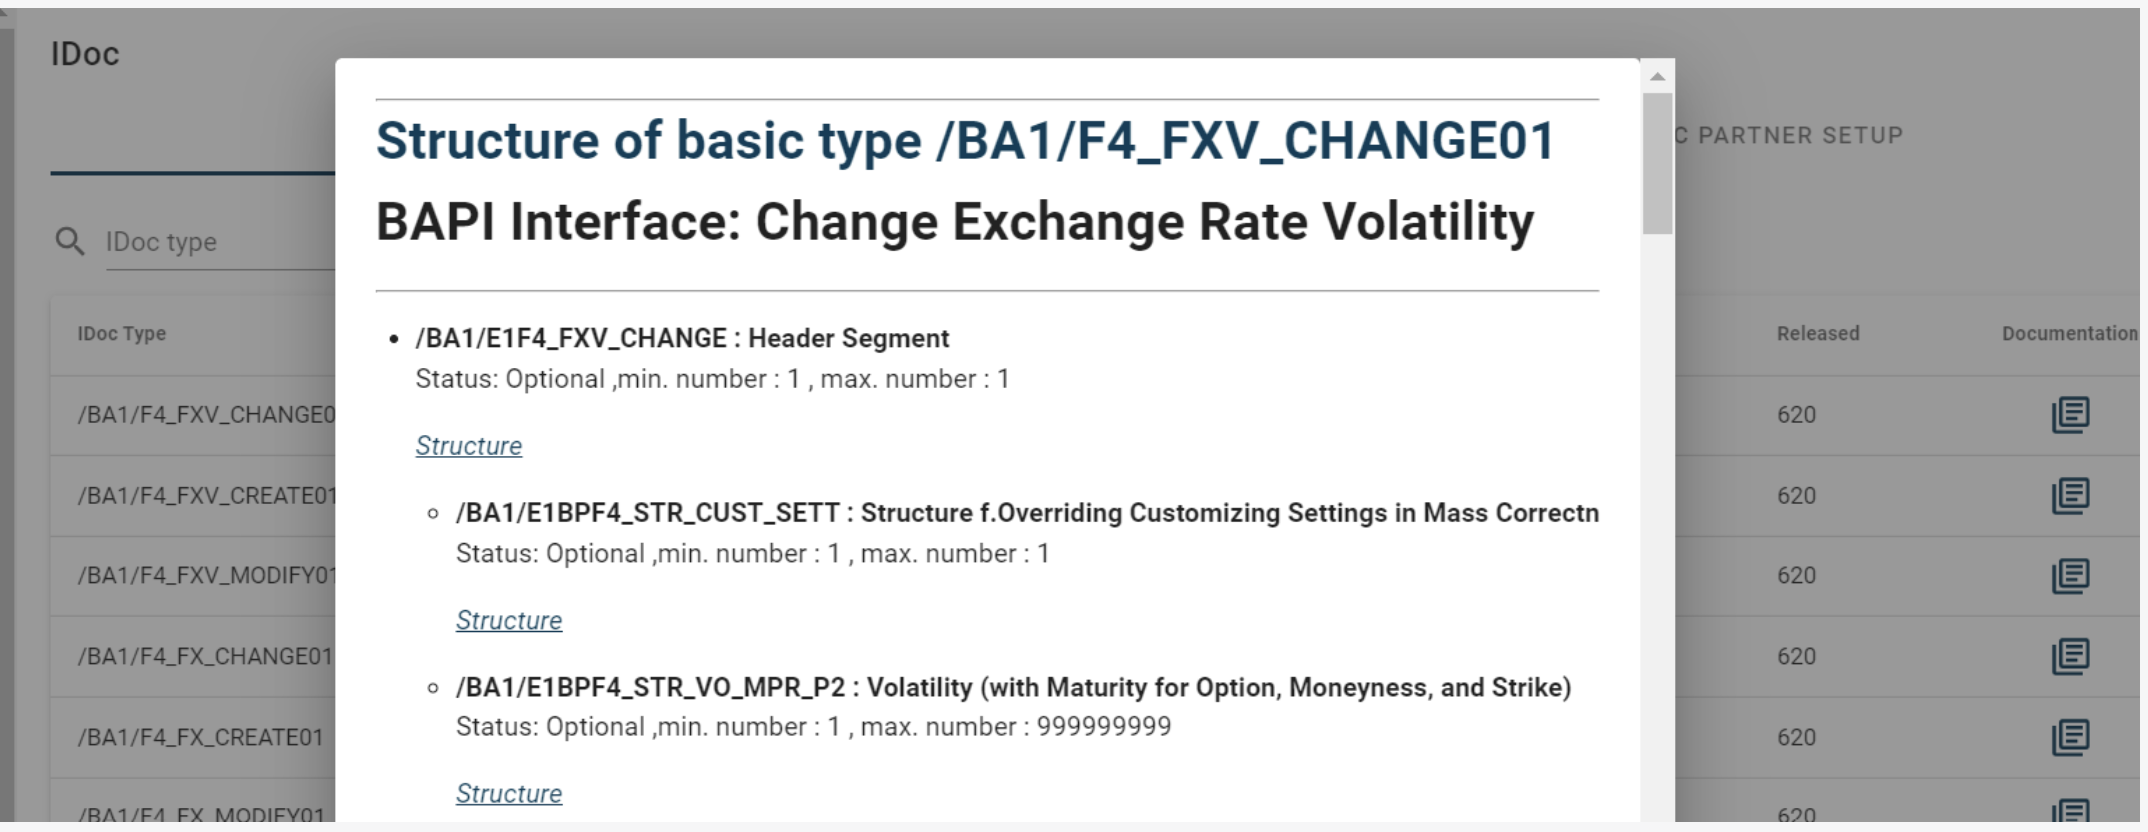 IDoc
C PARTNER SETUP
IDoc type
IDoc Type
Released
Documentation
/BA1/F4_FXV_CHANGE0
620
/BA1/F4_FXV_CREATE01
620
/BA1/F4_FXV_MODIFY01
620
/BA1/F4_FX_CHANGE01
620
/BA1/F4_FX_CREATE01
620
/BA1/F4_FX_MODIFY01
620
Structure of basic type /BA1/F4_FXV_CHANGE01
BAPI Interface: Change Exchange Rate Volatility
• /BA1/E1F4_FXV_CHANGE : Header Segment
Status: Optional ,min. number : 1 , max. number : 1
Structure
◦ /BA1/E1BPF4_STR_CUST_SETT : Structure f.Overriding Customizing Settings in Mass Correctn
Status: Optional ,min. number : 1 , max. number : 1
Structure
◦ /BA1/E1BPF4_STR_VO_MPR_P2 : Volatility (with Maturity for Option, Moneyness, and Strike)
Status: Optional ,min. number : 1 , max. number : 999999999
Structure